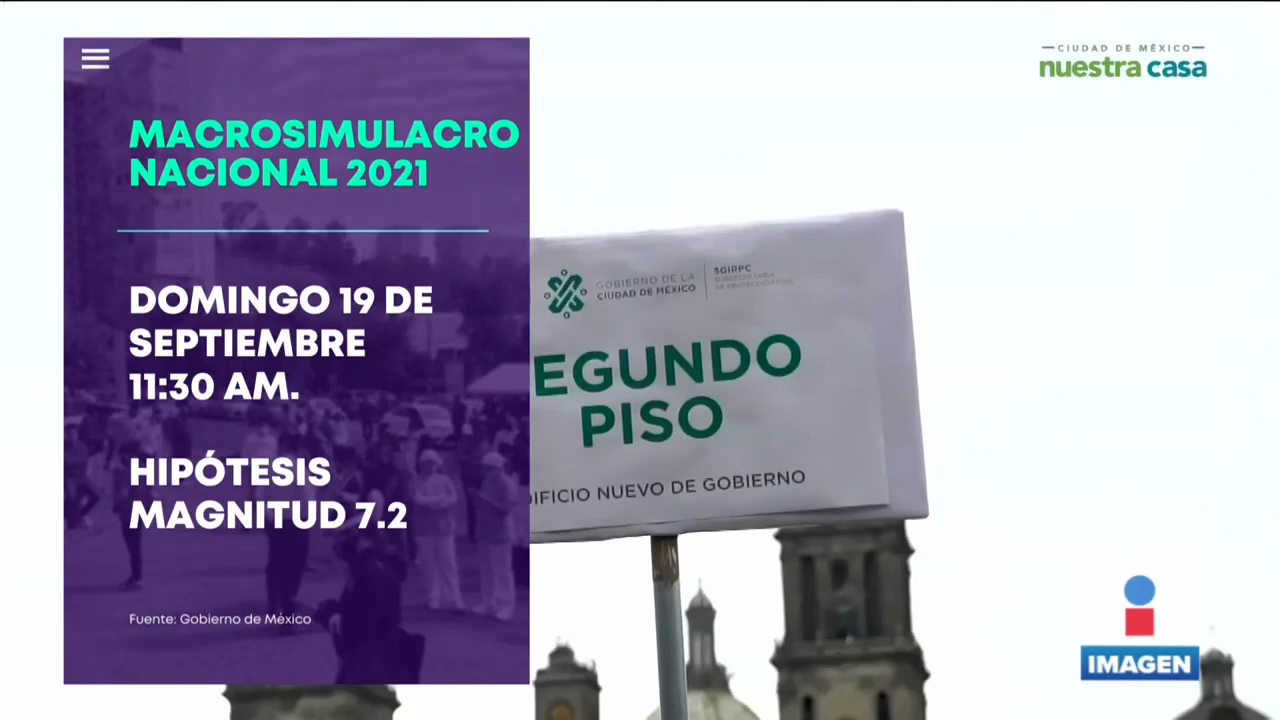 CIUDAD DE MÉXICO
nuestra casa
MACROSIMULACRO
NACIONAL 2021
DOMINGO 19 DE
SEPTIEMBRE
11:30 AM.
HIPÓTESIS
MAGNITUD 7.2
Fuente: Gobierno de México
GOBIERNO DE LA
CIUDAD DE MÉXICO
SGIRPC
EGUNDO
PISO
IFICIO NUEVO DE GOBIERNO
IMAGEN